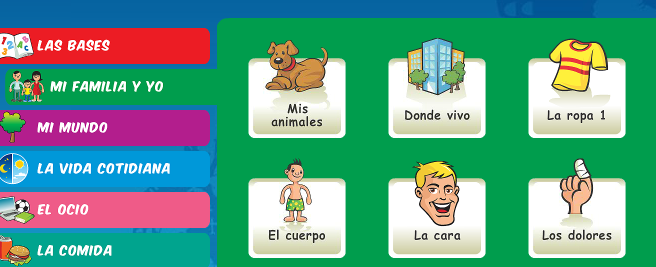 LAS BASES
MI FAMILIA Y YO
MI MUNDO
LA VIDA COTIDIANA
EL OCIO
LA COMIDA
Mis
animales
Donde vivo
La ropa 1
El cuerpo
La cara
Los dolores